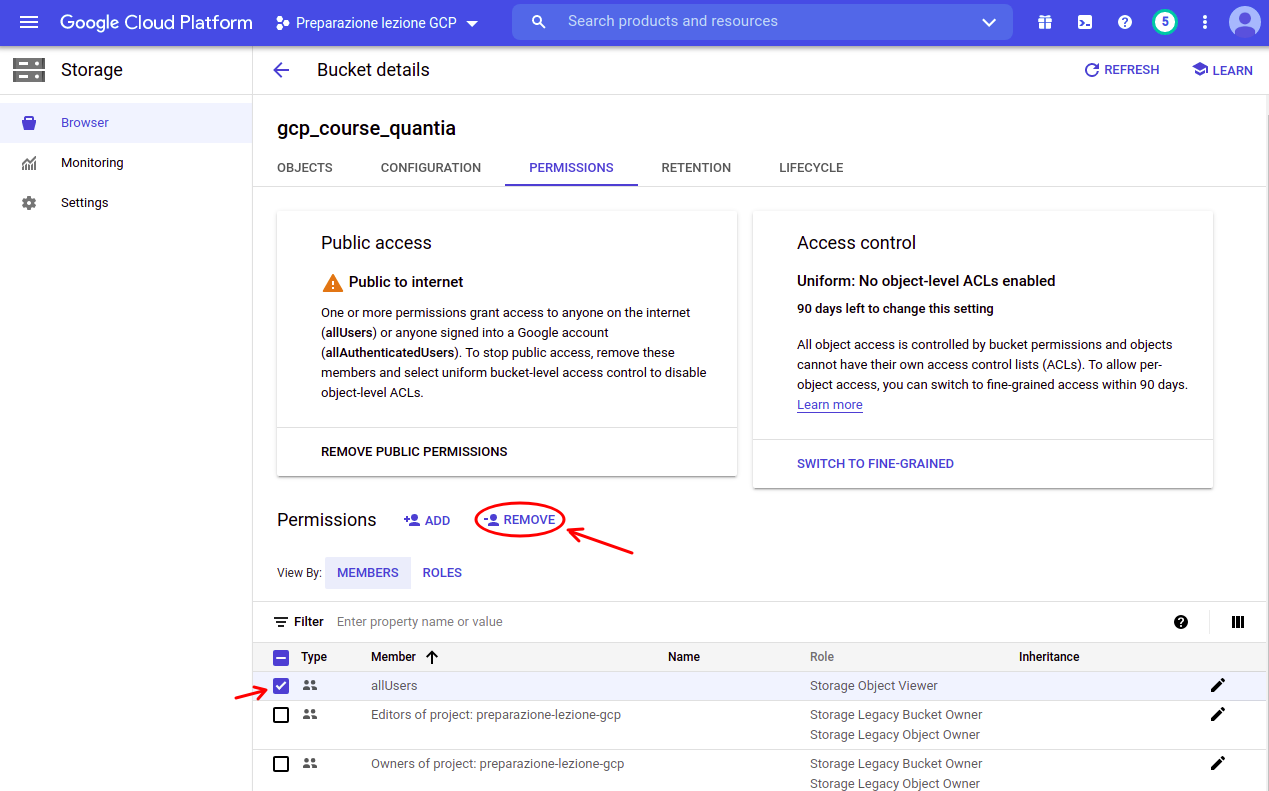 Google Cloud Platform
Preparazione lezione GCP
Search products and resources
5
Storage
Bucket details
REFRESH
LEARN
Browser
Monitoring
Settings
gcp_course_quantia
OBJECTS
CONFIGURATION
PERMISSIONS
RETENTION
LIFECYCLE
Public access
Public to internet
One or more permissions grant access to anyone on the internet
(allUsers) or anyone signed into a Google account
(allAuthenticatedUsers). To stop public access, remove these
members and select uniform bucket-level access control to disable
object-level ACLs.
REMOVE PUBLIC PERMISSIONS
Access control
Uniform: No object-level ACLs enabled
90 days left to change this setting
All object access is controlled by bucket permissions and objects
cannot have their own access control lists (ACLs). To allow per-
object access, you can switch to fine-grained access within 90 days.
Learn more
SWITCH TO FINE-GRAINED
Permissions
ADD
REMOVE
View By:
MEMBERS
ROLES
Filter
Enter property name or value
Type
Member
Name
Role
Inheritance
allUsers
Storage Object Viewer
Editors of project: preparazione-lezione-gcp
Storage Legacy Bucket Owner
Storage Legacy Object Owner
Owners of project: preparazione-lezione-gcp
Storage Legacy Bucket Owner
Storage Legacy Object Owner